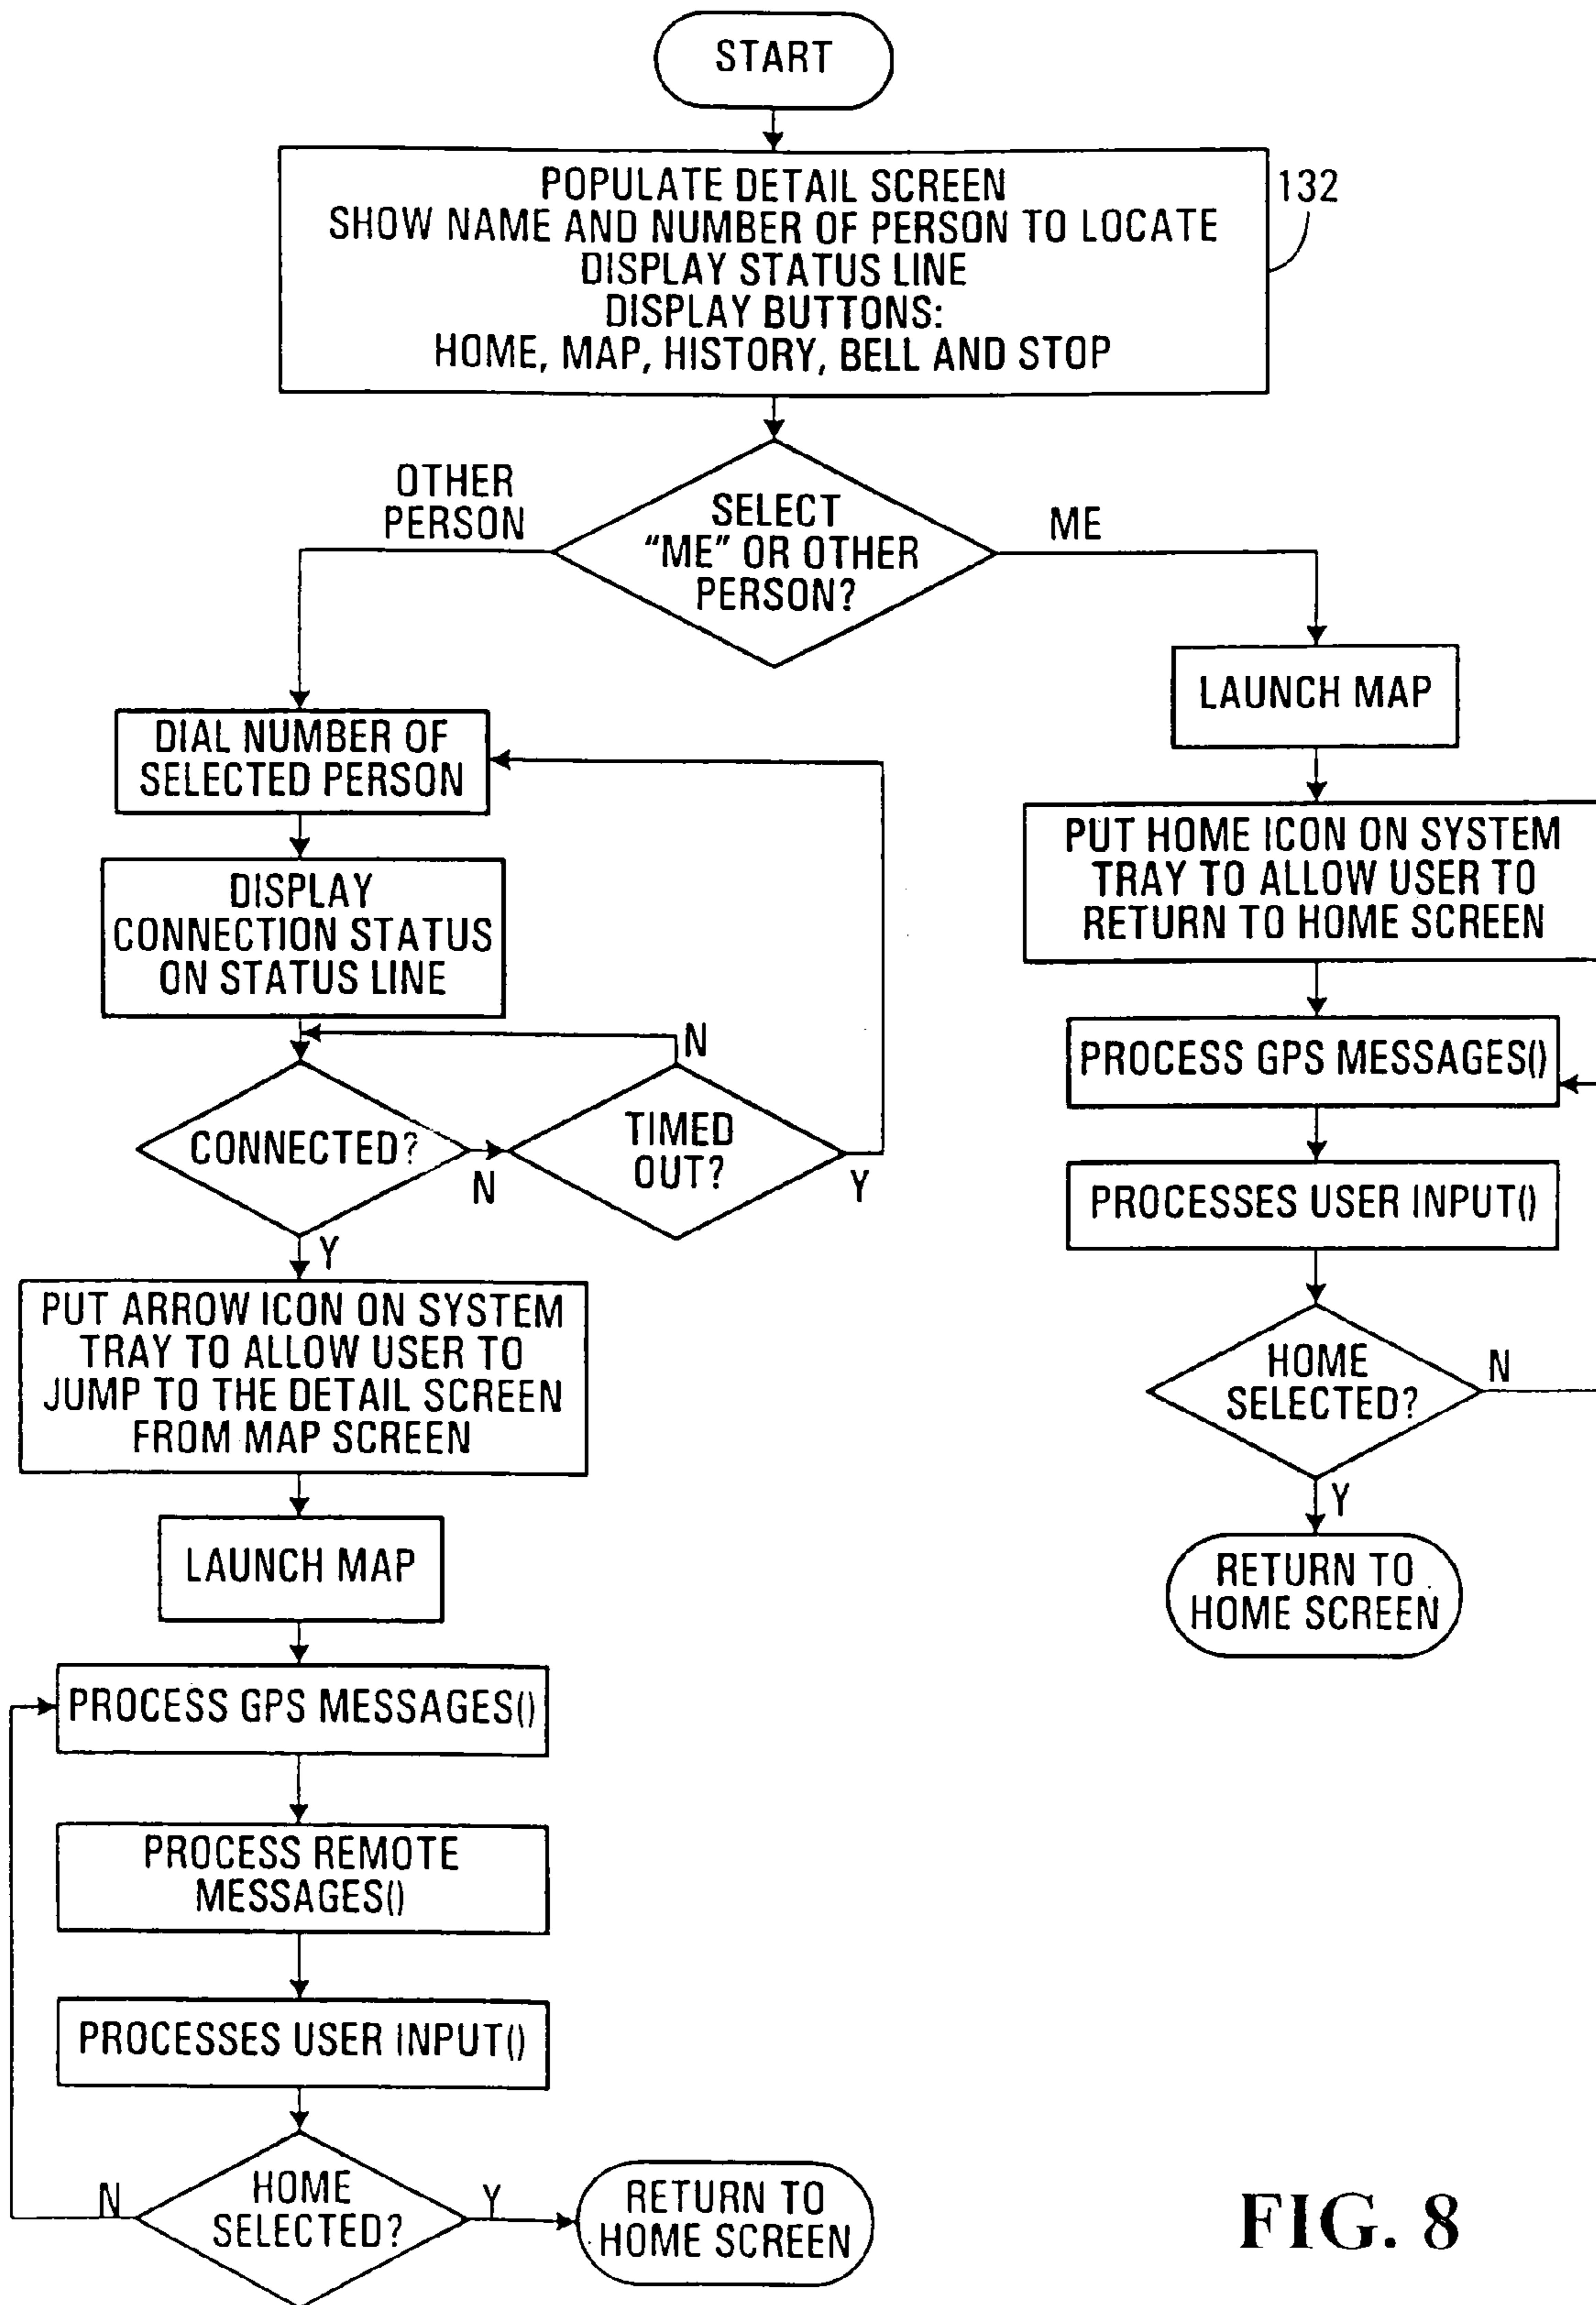 START
POPULATE DETAIL SCREEN
SHOW NAME AND NUMBER OF PERSON TO LOCATE
DISPLAY STATUS LINE
DISPLAY BUTTONS:
HOME, MAP, HISTORY, BELL AND STOP
132
SELECT
“ME” OR OTHER
PERSON?
OTHER
PERSON
ME
DIAL NUMBER OF
SELECTED PERSON
DISPLAY
CONNECTION STATUS
ON STATUS LINE
CONNECTED?
N
TIMED
OUT?
N
Y
Y
PUT ARROW ICON ON SYSTEM
TRAY TO ALLOW USER TO
JUMP TO THE DETAIL SCREEN
FROM MAP SCREEN
LAUNCH MAP
PROCESS GPS MESSAGES()
PROCESS REMOTE
MESSAGES()
PROCESSES USER INPUT()
HOME
SELECTED?
N
Y
RETURN TO
HOME SCREEN
LAUNCH MAP
PUT HOME ICON ON SYSTEM
TRAY TO ALLOW USER TO
RETURN TO HOME SCREEN
PROCESS GPS MESSAGES()
PROCESSES USER INPUT()
HOME
SELECTED?
N
Y
RETURN TO
HOME SCREEN
FIG. 8